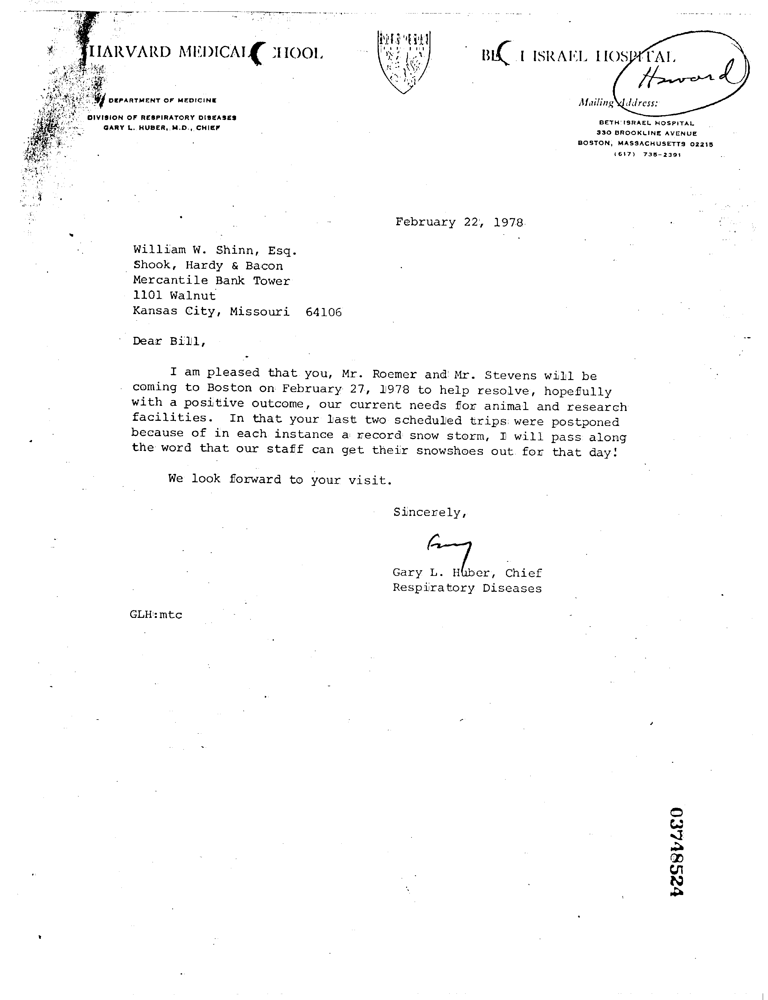 HARVARD MEDICAL HOOL
I ISRAEL HOSPITAL
Harvard
DEPARTMENT OF MEDICINE
DIVISION OF RESPIRATORY DISEASES
GARY L. HUBER, M.D., CHIEF
Mailing Address:
BETH ISRAEL HOSPITAL
330 BROOKLINE AVENUE
BOSTON, MASSACHUSETTS 02215
(617) 735-2391
February 22, 1978
William W. Shinn, Esq.
Shook, Hardy & Bacon
Mercantile Bank Tower
1101 Walnut
Kansas City, Missouri 64106
Dear Bill,
I am pleased that you, Mr. Roemer and Mr. Stevens will be
coming to Boston on February 27, 1978 to help resolve, hopefully
with a positive outcome, our current needs for animal and research
facilities. In that your last two scheduled trips were postponed
because of in each instance a record snow storm, I will pass along
the word that our staff can get their snowshoes out for that day!
We look forward to your visit.
Sincerely,
Gary
Gary L. Huber, Chief
Respiratory Diseases
GLH:mtc
03748524